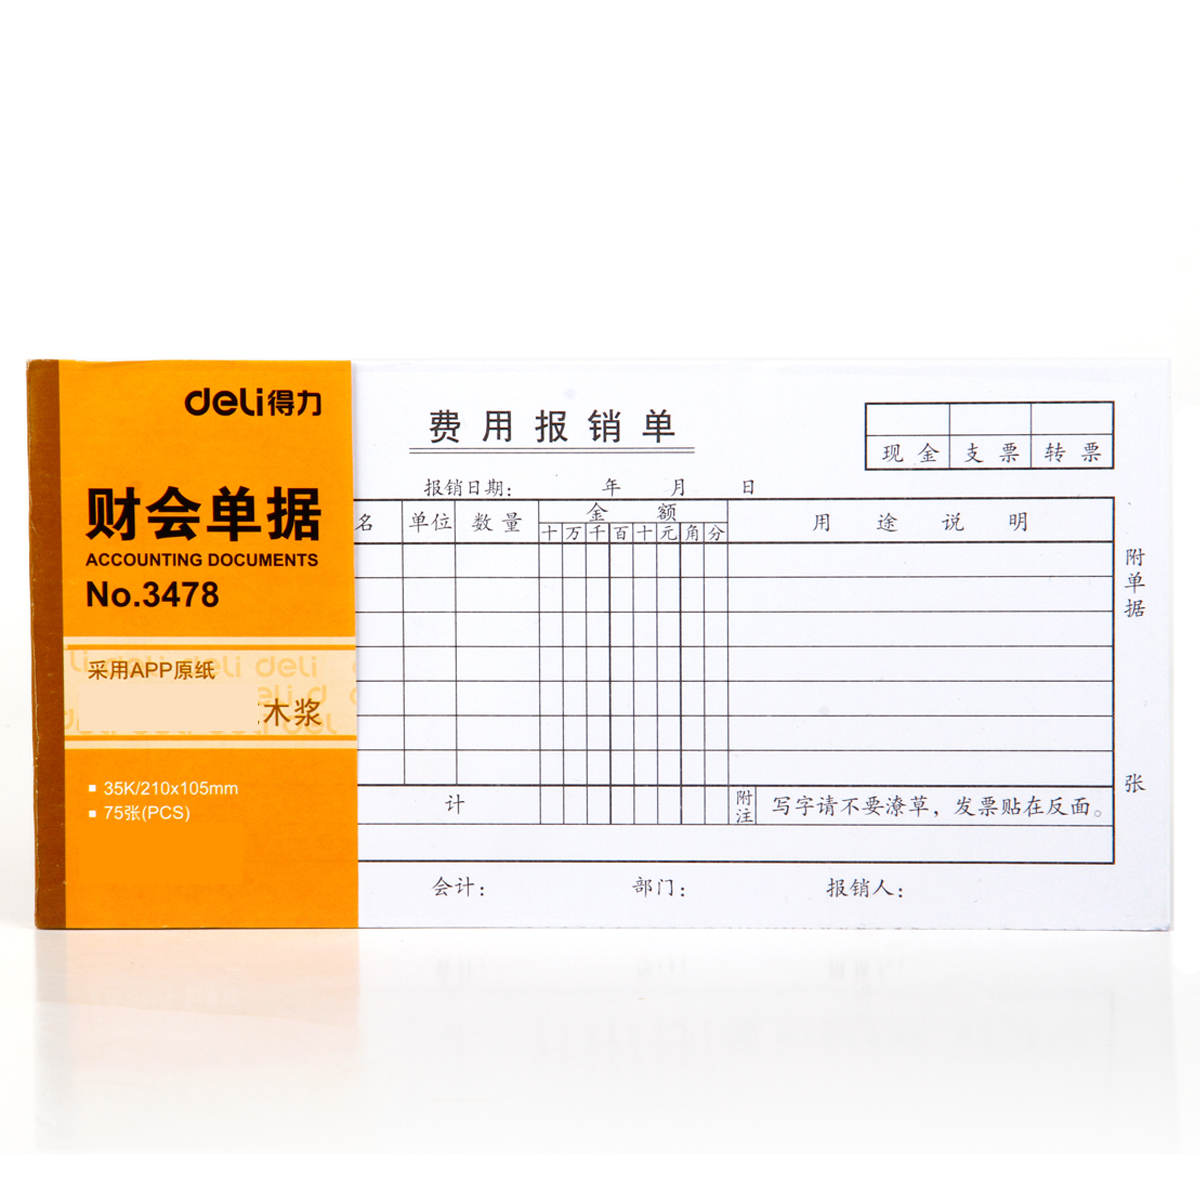 deli得力
财会单据
ACCOUNTING DOCUMENTS
No.3478
采用APP原纸
木浆
35K/210x105mm
75张(PCS)
费用报销单
现金 支票 转票
报销日期: 年 月 日
名 单位 数量 金额 用途说明
十 万 千 百 十 元 角 分
附单据
张
计 附注 写字请不要潦草，发票贴在反面。
会计: 部门: 报销人: